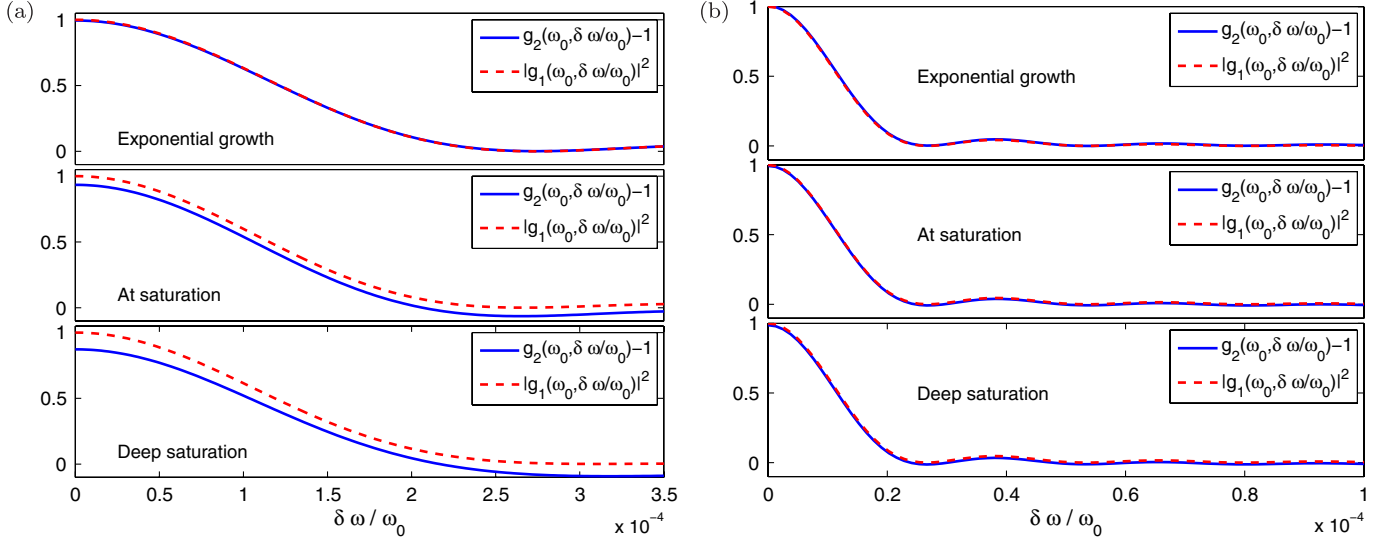 (a)
1
0.5
0
g₂(ω₀,δ ω/ω₀)−1
|g₁(ω₀,δ ω/ω₀)|²
Exponential growth
1
0.5
0
g₂(ω₀,δ ω/ω₀)−1
|g₁(ω₀,δ ω/ω₀)|²
At saturation
1
0.5
0
g₂(ω₀,δ ω/ω₀)−1
|g₁(ω₀,δ ω/ω₀)|²
Deep saturation
0 0.5 1 1.5 2 2.5 3 3.5
δ ω / ω₀
x 10⁻⁴
(b)
1
0.5
0
g₂(ω₀,δ ω/ω₀)−1
|g₁(ω₀,δ ω/ω₀)|²
Exponential growth
1
0.5
0
g₂(ω₀,δ ω/ω₀)−1
|g₁(ω₀,δ ω/ω₀)|²
At saturation
1
0.5
0
g₂(ω₀,δ ω/ω₀)−1
|g₁(ω₀,δ ω/ω₀)|²
Deep saturation
0 0.2 0.4 0.6 0.8 1
δ ω / ω₀
x 10⁻⁴